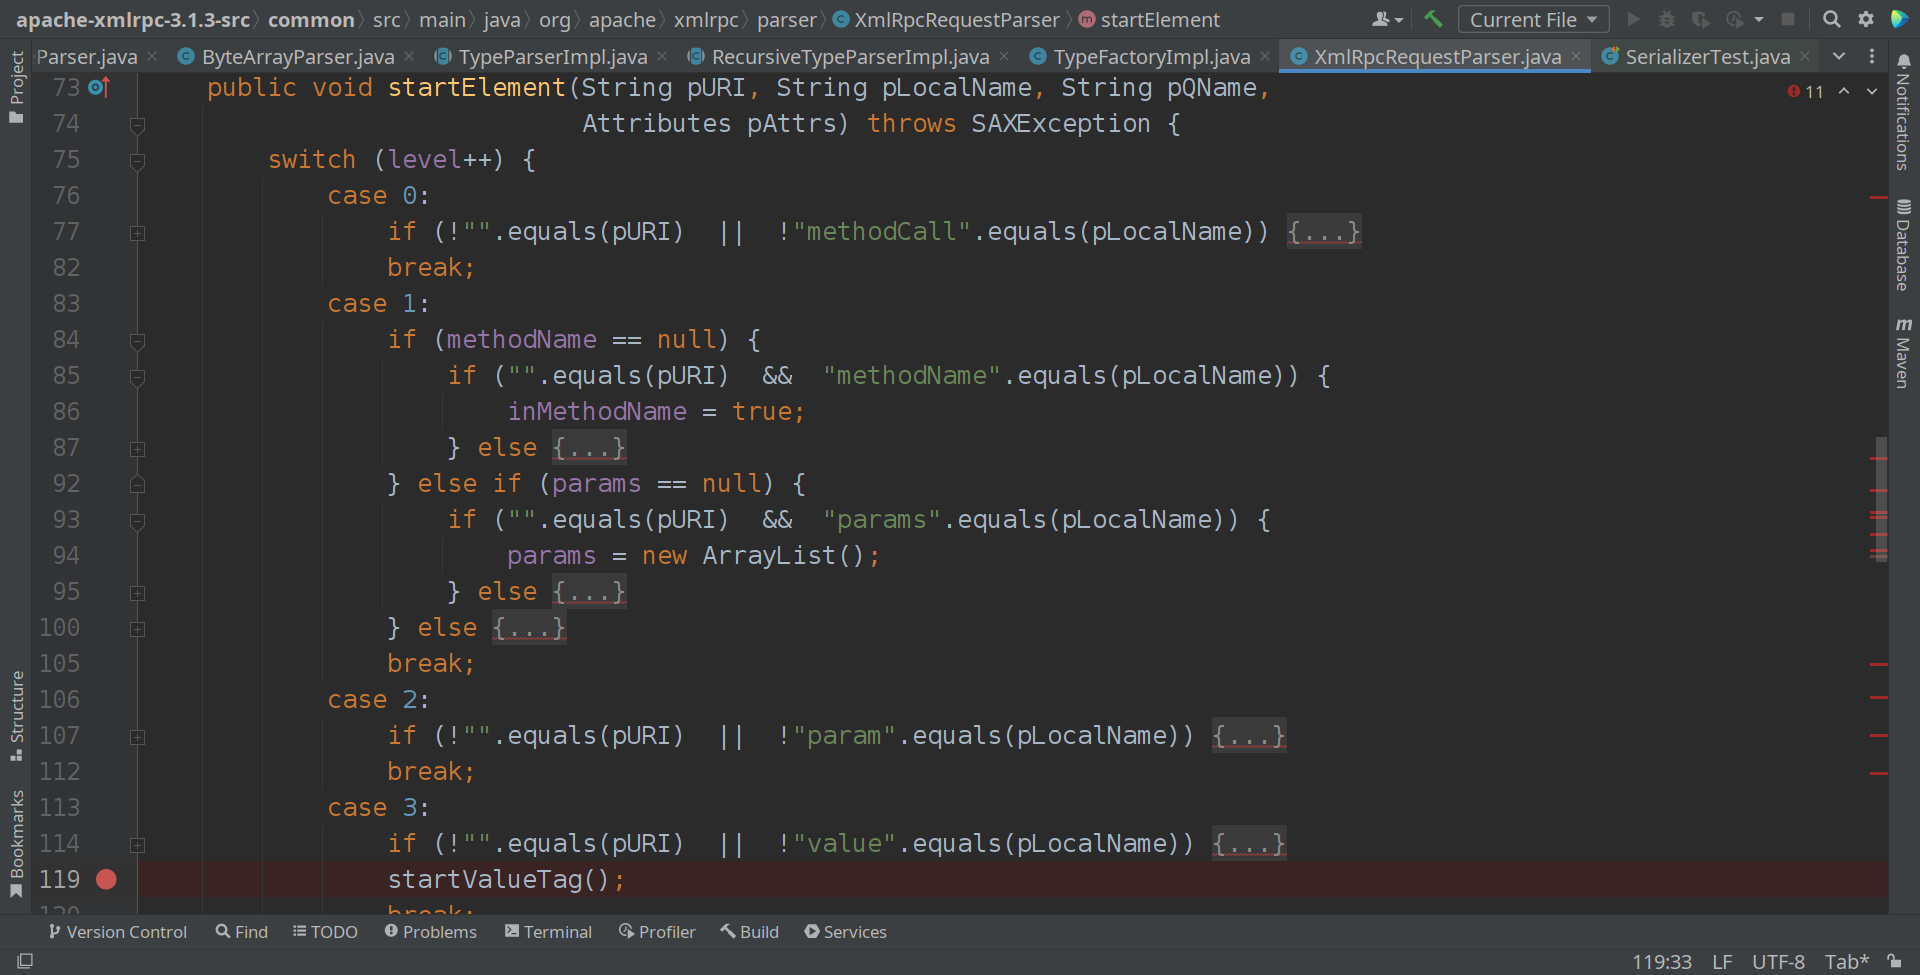 apache-xmlrpc-3.1.3-src common src main java org apache xmlrpc parser XmlRpcRequestParser startElement Current File
Parser.java ByteArrayParser.java TypeParserImpl.java RecursiveTypeParserImpl.java TypeFactoryImpl.java XmlRpcRequestParser.java SerializerTest.java
73 public void startElement(String pURI, String pLocalName, String pQName,
74 Attributes pAttrs) throws SAXException {
75 switch (level++) {
76 case 0:
77 if (!"".equals(pURI) || !"methodCall".equals(pLocalName)) {...}
82 break;
83 case 1:
84 if (methodName == null) {
85 if ("".equals(pURI) && "methodName".equals(pLocalName)) {
86 inMethodName = true;
87 } else {...}
92 } else if (params == null) {
93 if ("".equals(pURI) && "params".equals(pLocalName)) {
94 params = new ArrayList();
95 } else {...}
100 } else {...}
105 break;
106 case 2:
107 if (!"".equals(pURI) || !"param".equals(pLocalName)) {...}
112 break;
113 case 3:
114 if (!"".equals(pURI) || !"value".equals(pLocalName)) {...}
119 startValueTag();
120 break;
11
Project
Structure
Bookmarks
Notifications
Database
Maven
Version Control Find TODO Problems Terminal Profiler Build Services
119:33 LF UTF-8 Tab*